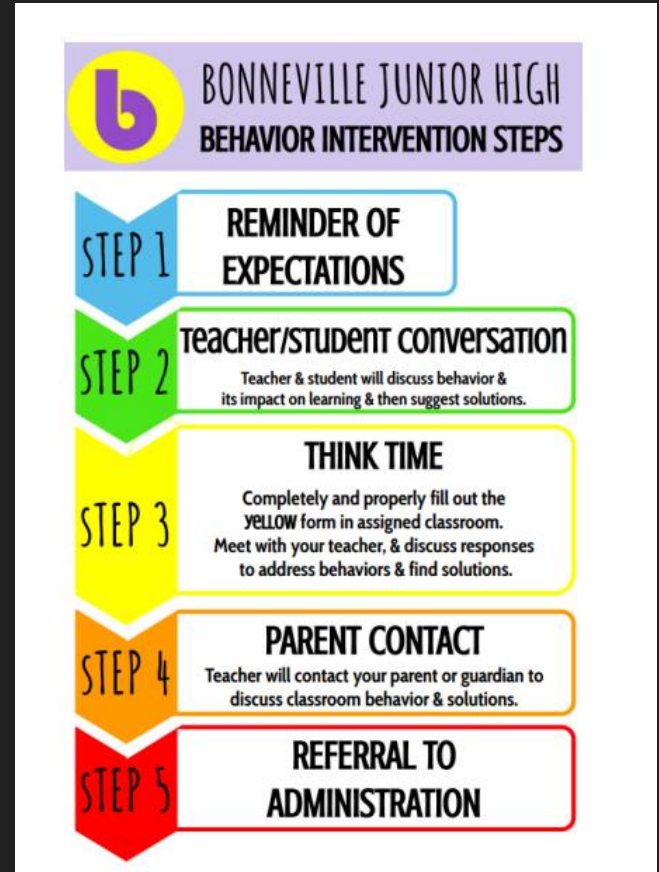 b
BONNEVILLE JUNIOR HIGH
BEHAVIOR INTERVENTION STEPS
STEP 1
REMINDER OF
EXPECTATIONS
STEP 2
TEACHER/STUDENT CONVERSATION
Teacher & student will discuss behavior &
its impact on learning & then suggest solutions.
STEP 3
THINK TIME
Completely and properly fill out the
YELLOW form in assigned classroom.
Meet with your teacher, & discuss responses
to address behaviors & find solutions.
STEP 4
PARENT CONTACT
Teacher will contact your parent or guardian to
discuss classroom behavior & solutions.
STEP 5
REFERRAL TO
ADMINISTRATION